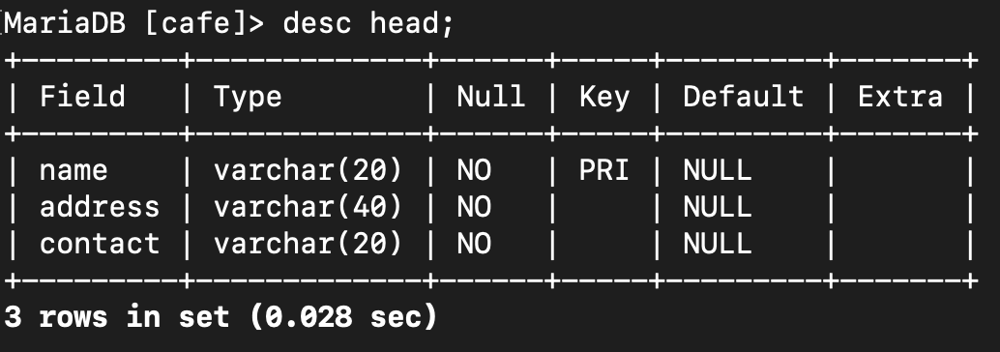 MariaDB [cafe]> desc head;
+---------+-------------+------+-----+---------+-------+
| Field   | Type        | Null | Key | Default | Extra |
+---------+-------------+------+-----+---------+-------+
| name    | varchar(20) | NO   | PRI | NULL    |       |
| address | varchar(40) | NO   |     | NULL    |       |
| contact | varchar(20) | NO   |     | NULL    |       |
+---------+-------------+------+-----+---------+-------+
3 rows in set (0.028 sec)